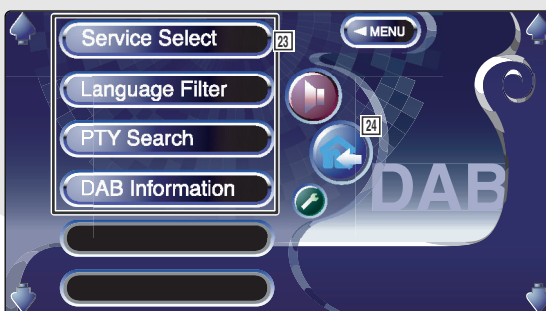 Service Select
23
◄ MENU
Language Filter
PTY Search
24
DAB Information
DAB